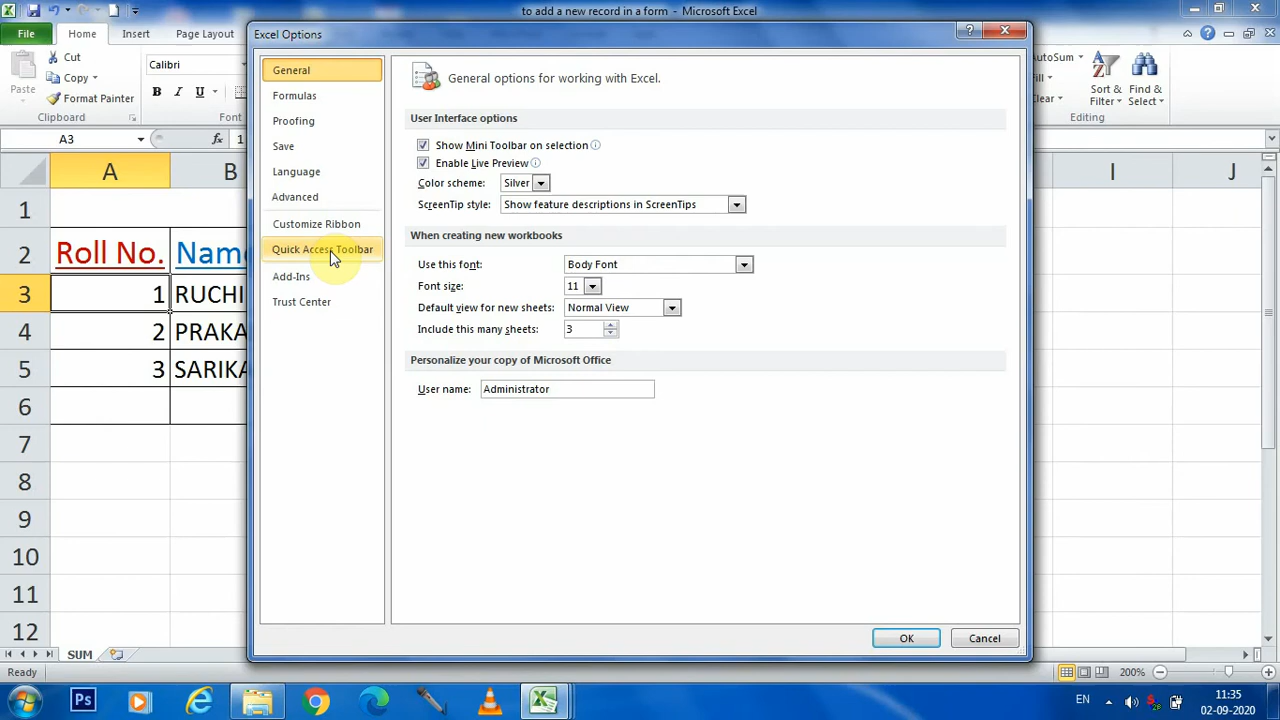 to add a new record in a form - Microsoft Excel
File Home Insert Page Layout
Cut
Copy
Format Painter
Paste
Clipboard
Calibri
B I U
Font
AutoSum
Fill
Clear
Sort & Filter
Find & Select
Editing
A3 fx 1
A B I J
1
2 Roll No. Name
3 1 RUCHI
4 2 PRAKA
5 3 SARIKA
6
7
8
9
10
11
12
SUM
Ready
200%
Excel Options
General
Formulas
Proofing
Save
Language
Advanced
Customize Ribbon
Quick Access Toolbar
Add-Ins
Trust Center
General options for working with Excel.
User Interface options
Show Mini Toolbar on selection
Enable Live Preview
Color scheme: Silver
ScreenTip style: Show feature descriptions in ScreenTips
When creating new workbooks
Use this font: Body Font
Font size: 11
Default view for new sheets: Normal View
Include this many sheets: 3
Personalize your copy of Microsoft Office
User name: Administrator
OK Cancel
Ps
EN
11:35
02-09-2020